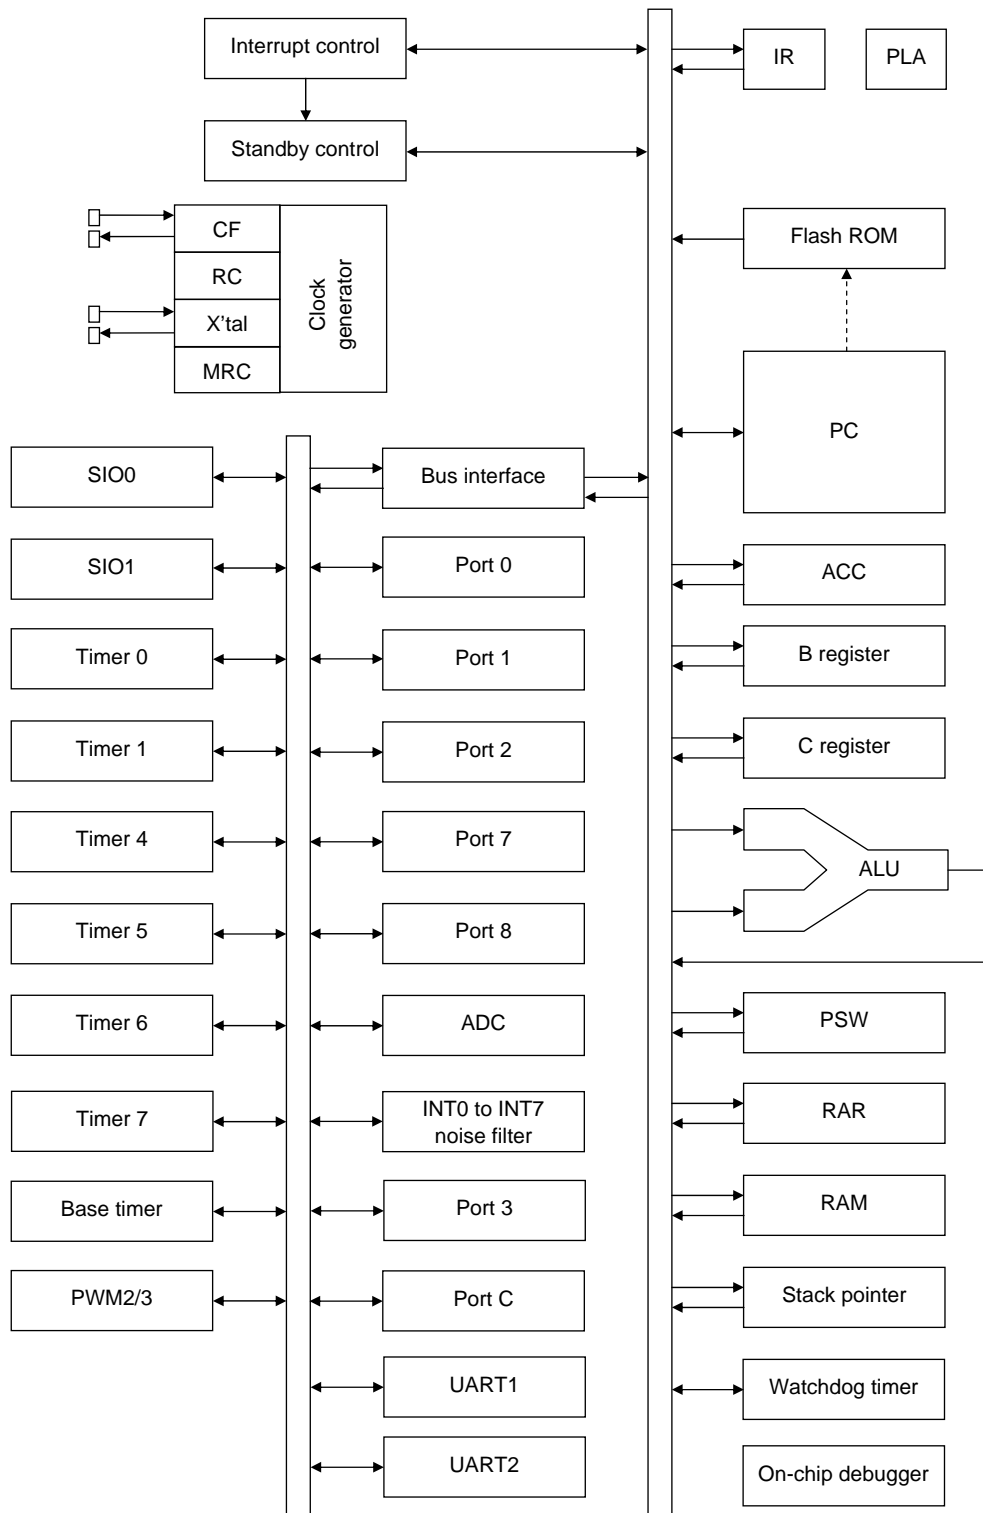 Interrupt control
IR
PLA
Standby control
CF
RC
X'tal
MRC
Clock
generator
Flash ROM
PC
SIO0
Bus interface
SIO1
Port 0
ACC
Timer 0
Port 1
B register
Timer 1
Port 2
C register
Timer 4
Port 7
ALU
Timer 5
Port 8
Timer 6
ADC
PSW
Timer 7
INT0 to INT7
noise filter
RAR
Base timer
Port 3
RAM
PWM2/3
Port C
Stack pointer
UART1
Watchdog timer
UART2
On-chip debugger